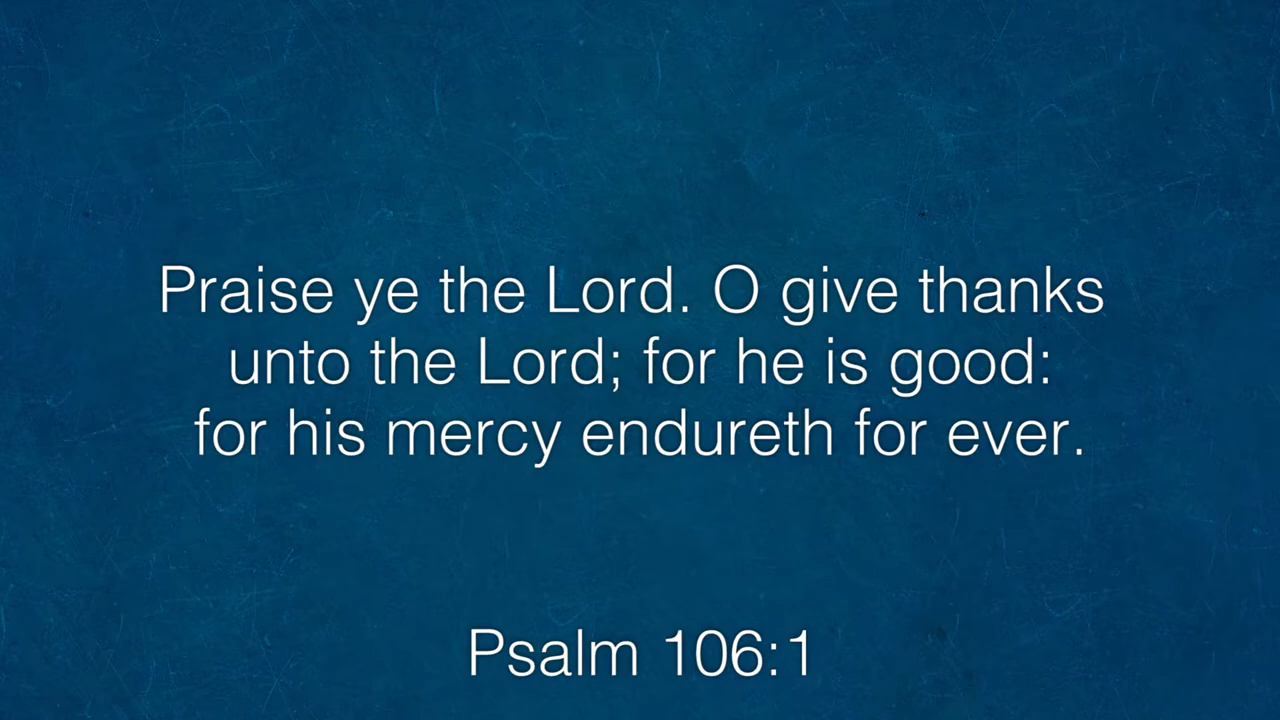 Praise ye the Lord. O give thanks
unto the Lord; for he is good:
for his mercy endureth for ever.
Psalm 106:1